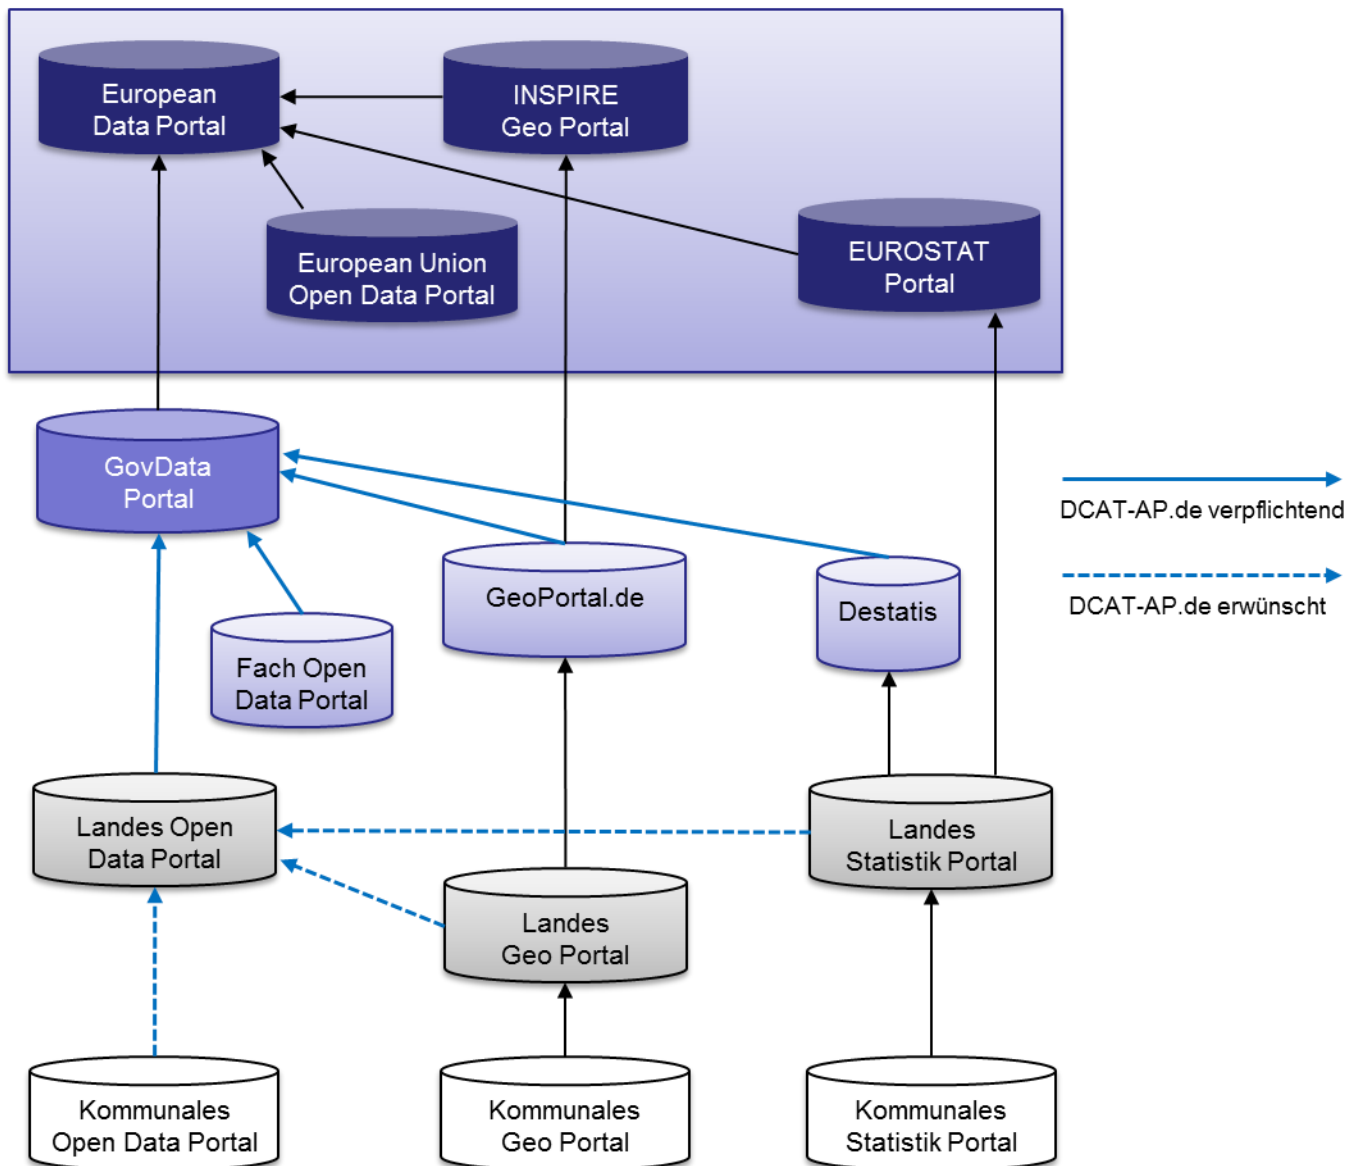 European
Data Portal
INSPIRE
Geo Portal
European Union
Open Data Portal
EUROSTAT
Portal
GovData
Portal
DCAT-AP.de verpflichtend
DCAT-AP.de erwünscht
GeoPortal.de
Destatis
Fach Open
Data Portal
Landes Open
Data Portal
Landes
Statistik Portal
Landes
Geo Portal
Kommunales
Open Data Portal
Kommunales
Geo Portal
Kommunales
Statistik Portal